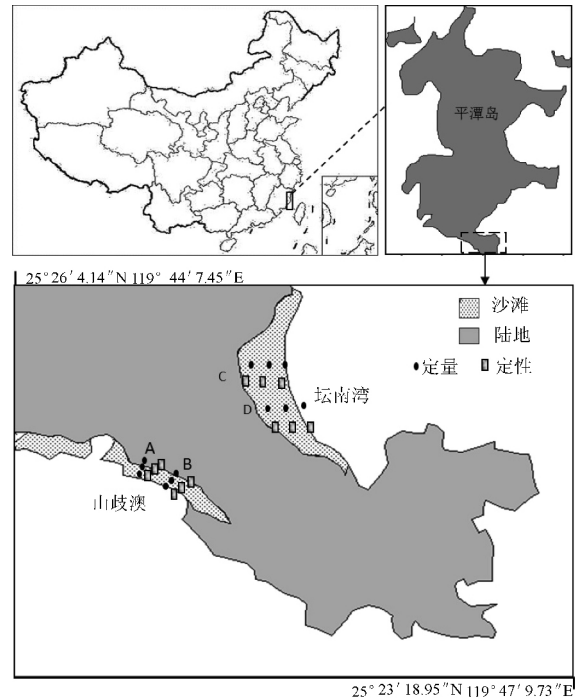 平潭岛
25° 26′ 4.14″N 119° 44′ 7.45″E
沙滩
陆地
定量 定性
C
坛南湾
D
A
B
山歧澳
25° 23′ 18.95″N 119° 47′ 9.73″E